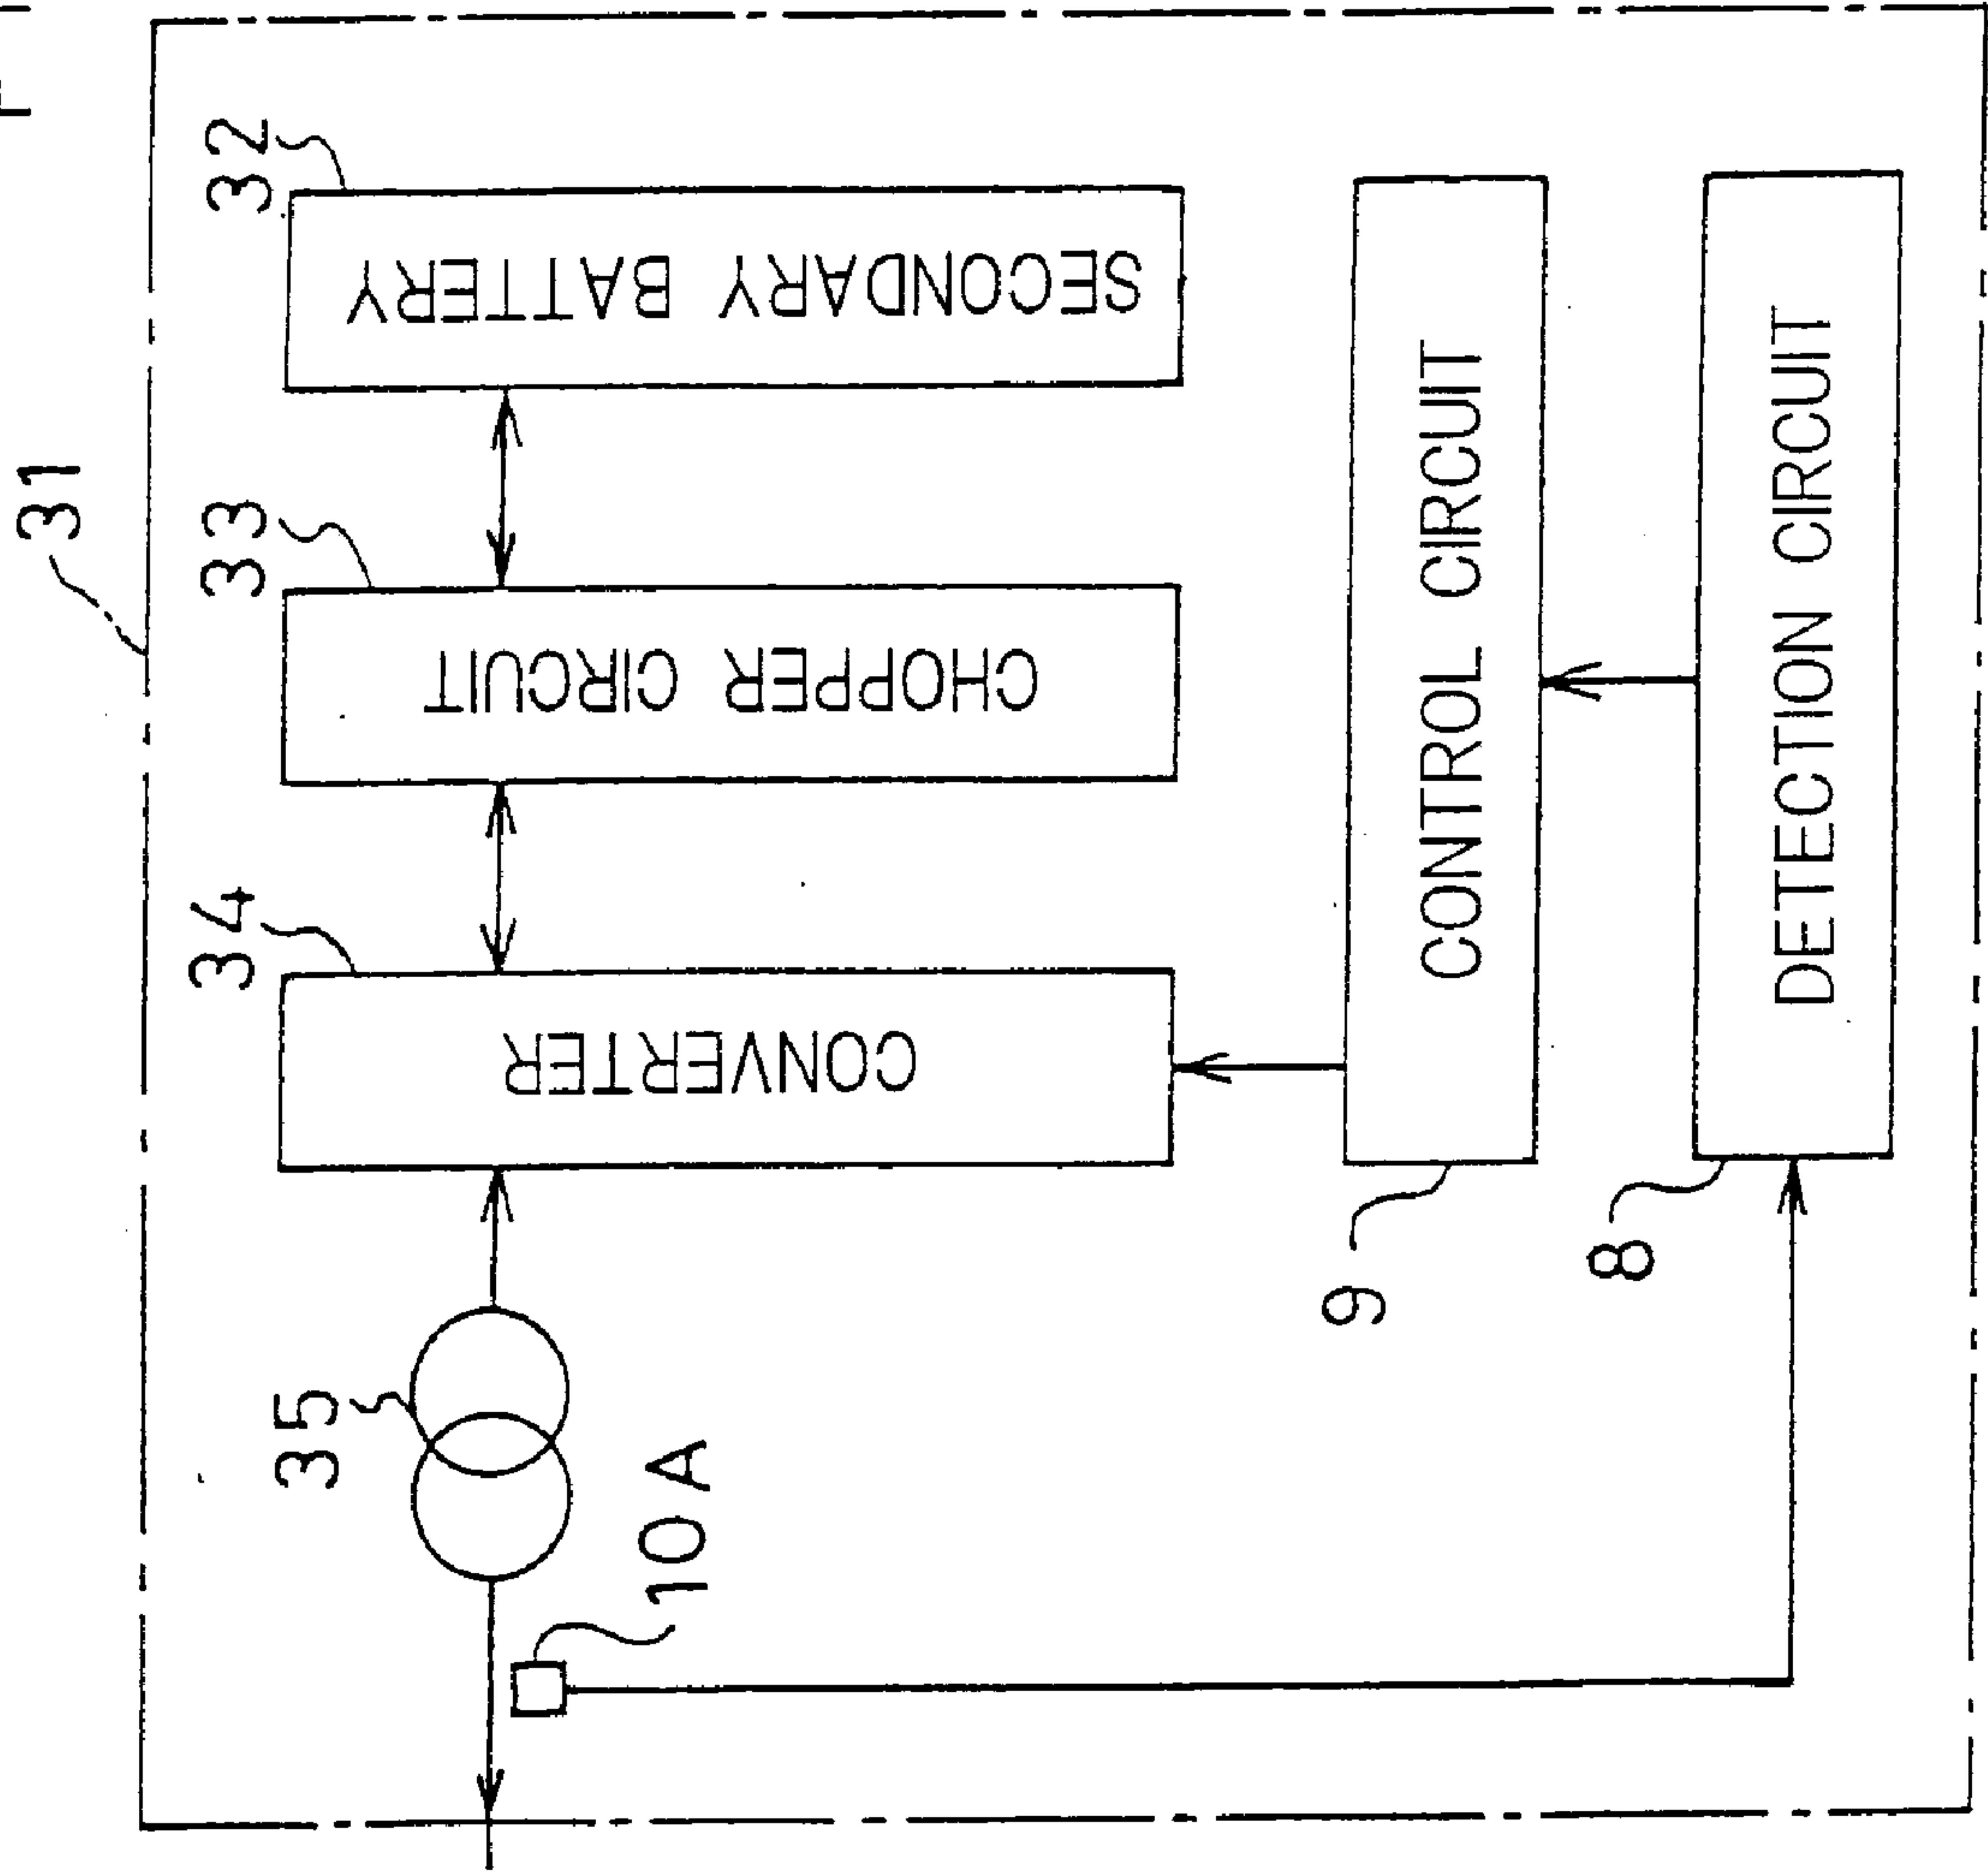 31
32
33
34
35
SECONDARY BATTERY
CHOPPER CIRCUIT
CONVERTER
10A
CONTROL CIRCUIT
9
DETECTION CIRCUIT
8